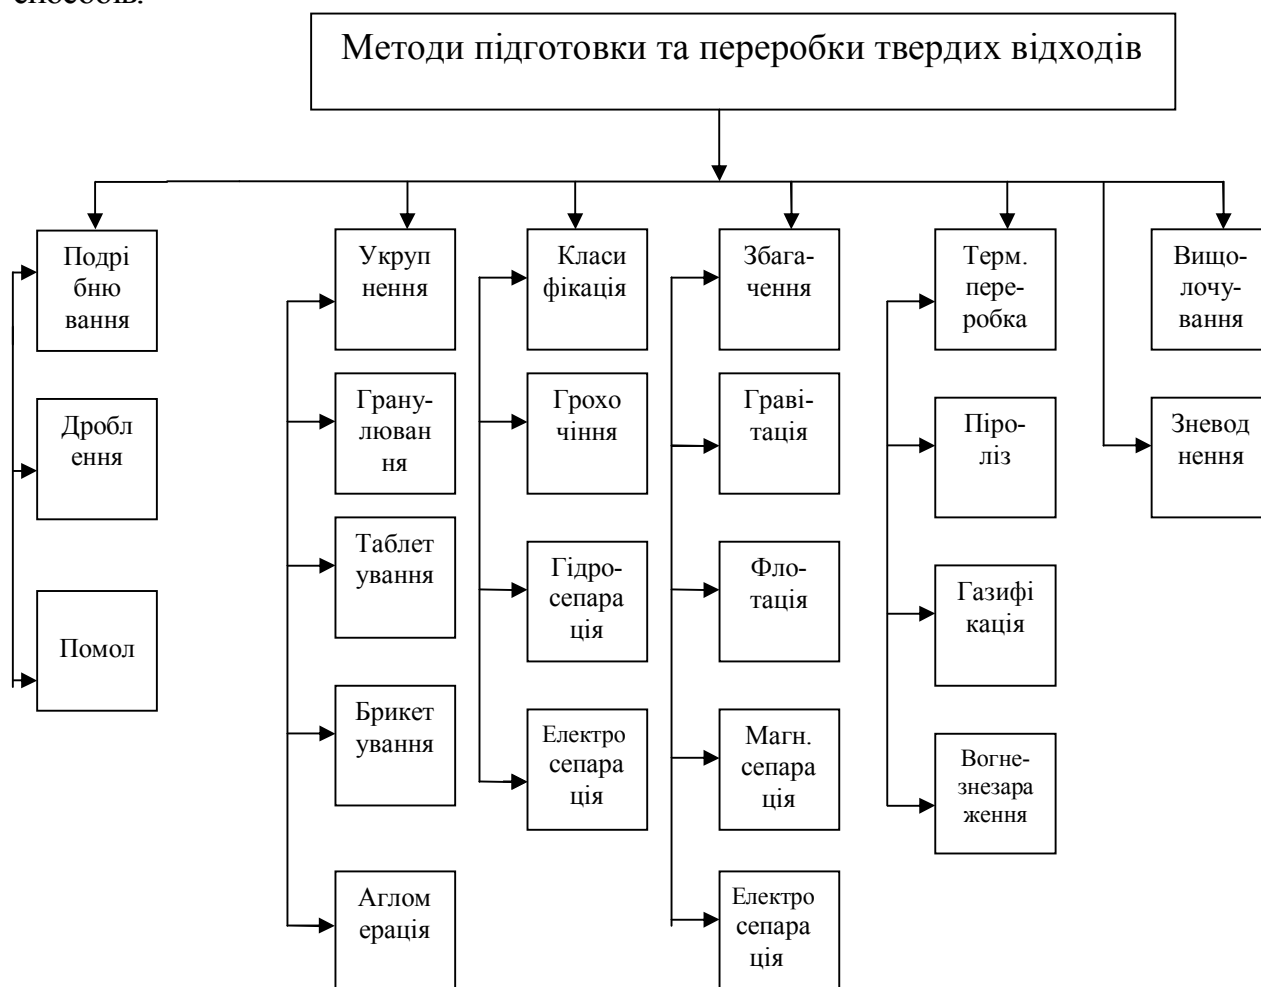 способів.
Методи підготовки та переробки твердих відходів
Подрі
бню
вання
Дробл
ення
Помол
Укруп
нення
Грану-
люван
ня
Таблет
ування
Брикет
ування
Аглом
ерація
Класи
фікація
Грохо
чіння
Гідро-
сепара
ція
Електро
сепара
ція
Збага-
чення
Граві-
тація
Фло-
тація
Магн.
сепара
ція
Електро
сепара
ція
Терм.
пере-
робка
Піро-
ліз
Газифі
кація
Вогне-
знезара
ження
Вищо-
лочу-
вання
Зневод
нення